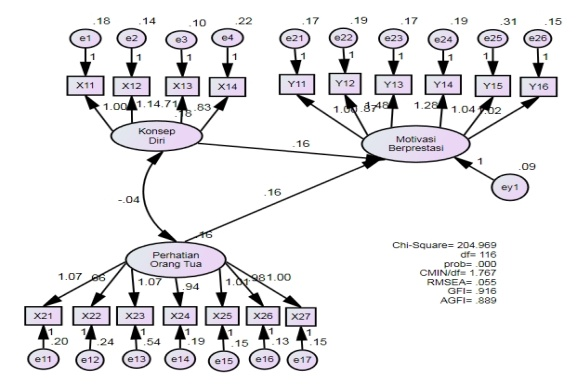 .18 .14 .10 .22 .17 .19 .17 .19 .31 .15
e1 e2 e3 e4 e21 e22 e23 e24 e25 e26
1 1 1 1 1 1 1 1 1 1
X11 X12 X13 X14 Y11 Y12 Y13 Y14 Y15 Y16
1.00 1.14 .71 .83 1.00 .87 1.48 1.28 1.04 1.02
.18
Konsep
Diri
Motivasi
Berprestasi
.16
1 .09
ey1
-.04
.16
.16
Perhatian
Orang Tua
Chi-Square= 204.969
df= 116
prob= .000
CMIN/df= 1.767
RMSEA= .055
GFI= .916
AGFI= .889
1.07 1.07 .94 1.01 .98 1.00
X21 X22 X23 X24 X25 X26 X27
1 1 1 1 1 1 1
.20 .24 .54 .19 .15 .13 .15
e11 e12 e13 e14 e15 e16 e17